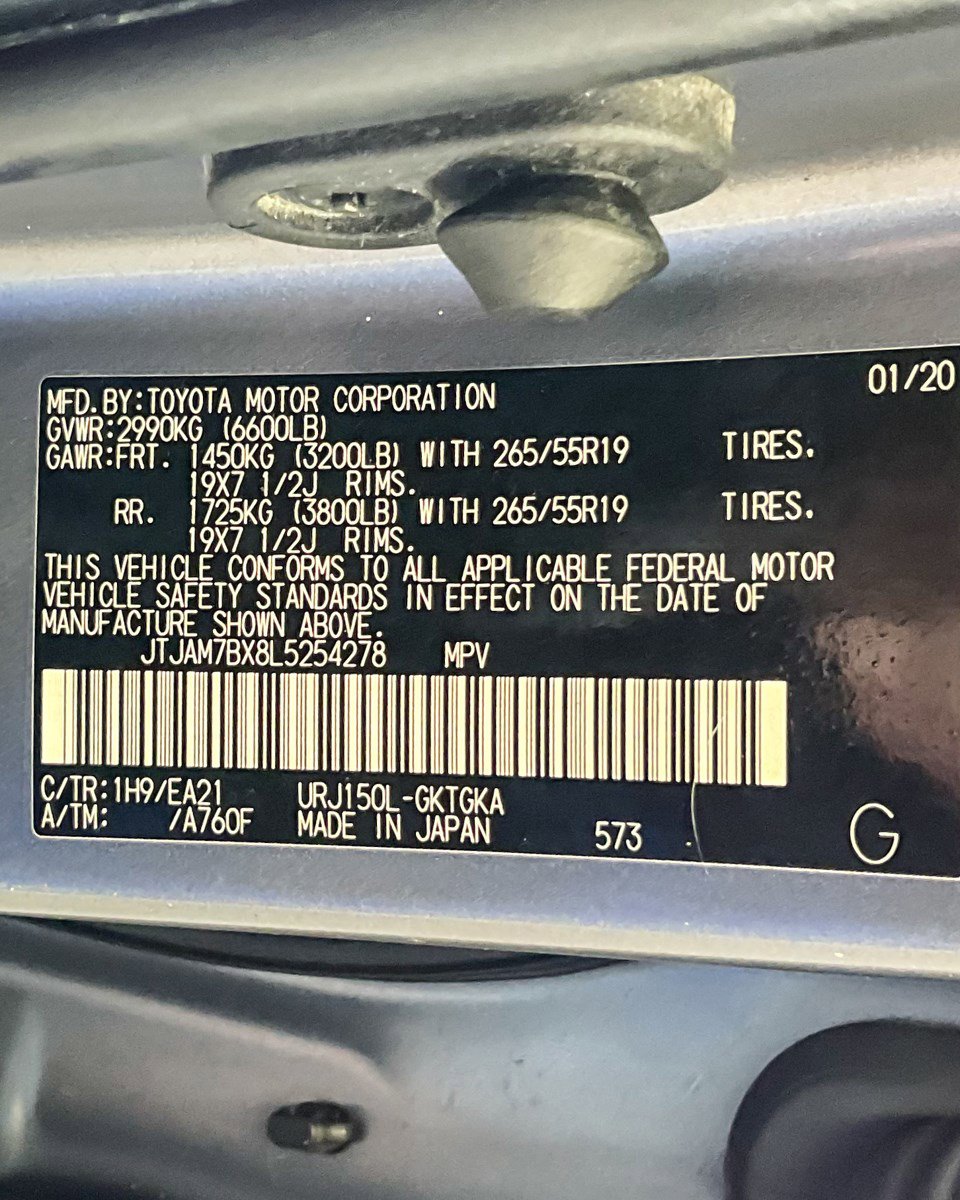 01/20
MFD.BY:TOYOTA MOTOR CORPORATION
GVWR:2990KG (6600LB)
GAWR:FRT. 1450KG (3200LB) WITH 265/55R19 TIRES.
19X7 1/2J RIMS.
RR. 1725KG (3800LB) WITH 265/55R19 TIRES.
19X7 1/2J RIMS.
THIS VEHICLE CONFORMS TO ALL APPLICABLE FEDERAL MOTOR
VEHICLE SAFETY STANDARDS IN EFFECT ON THE DATE OF
MANUFACTURE SHOWN ABOVE.
JTJAM7BX8L5254278 MPV
C/TR:1H9/EA21 URJ150L-GKTGKA
A/TM: /A760F MADE IN JAPAN 573 G